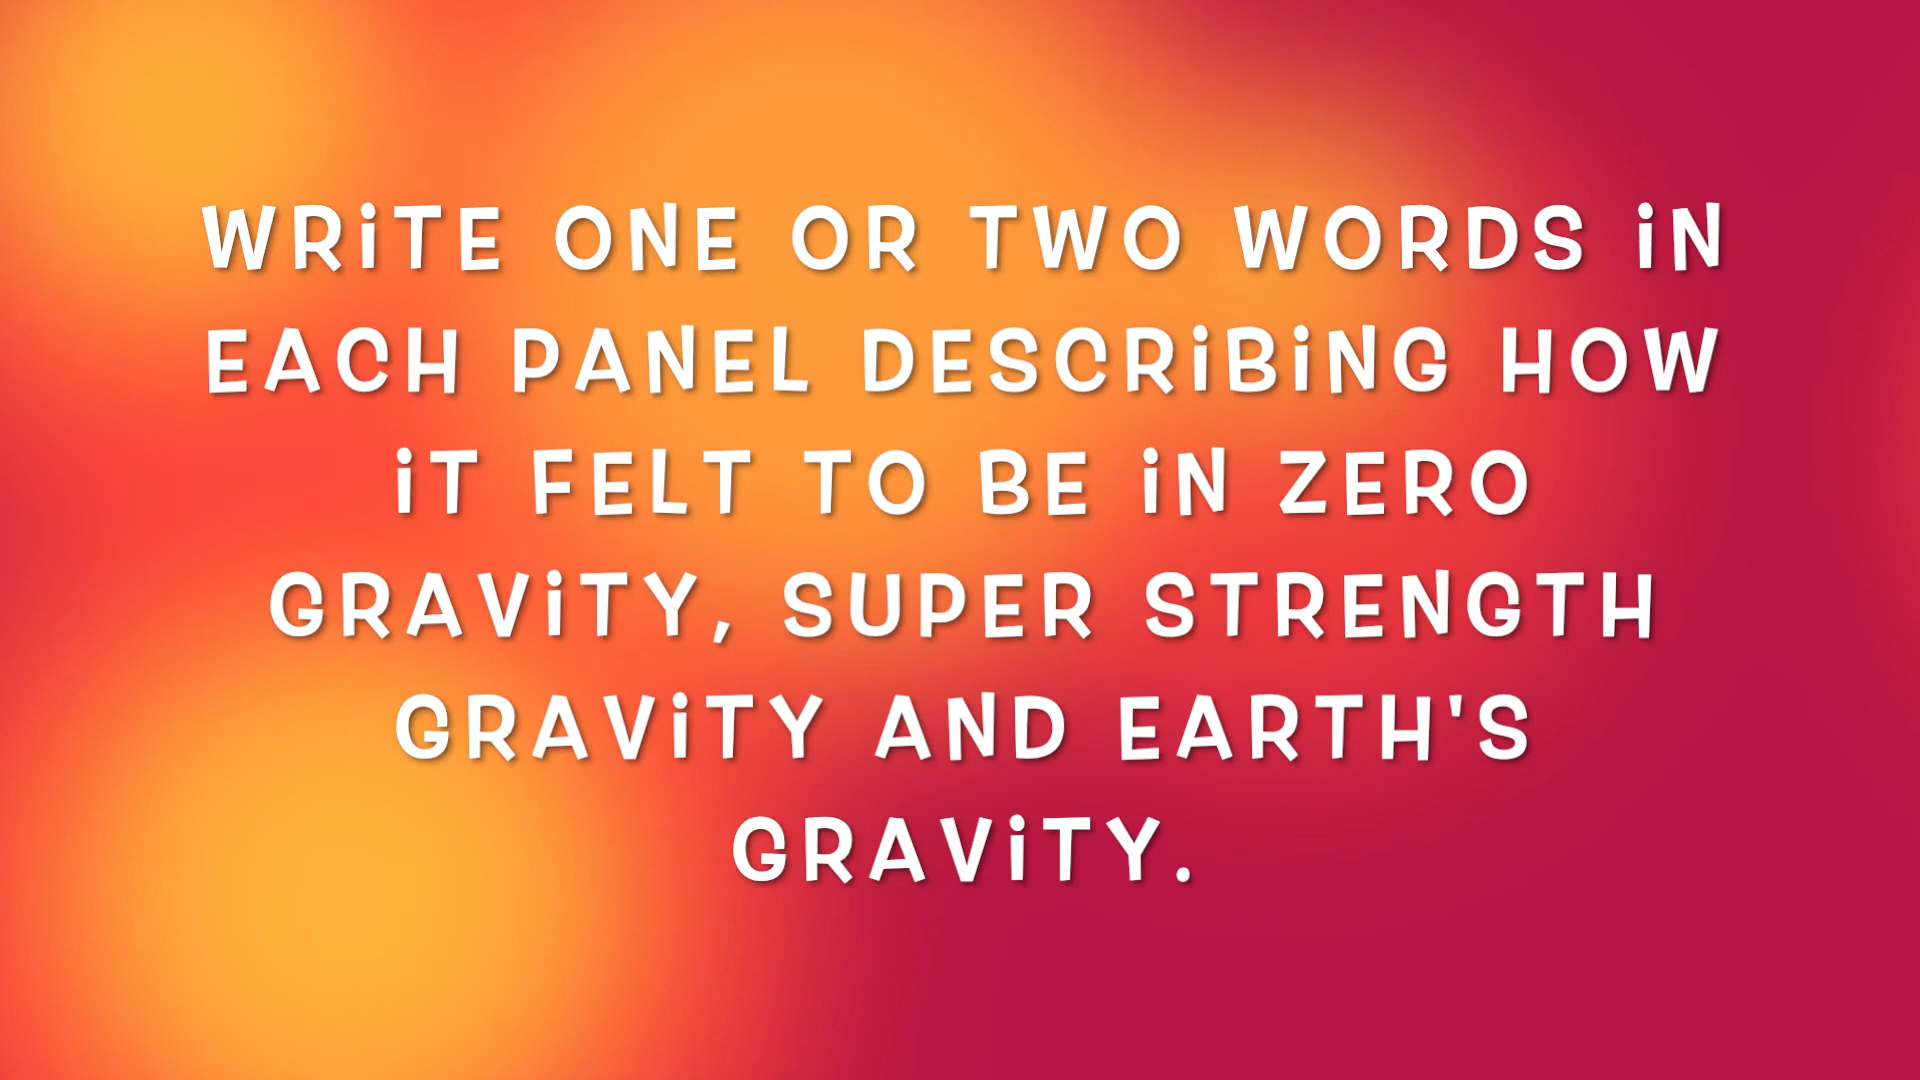 WRiTE ONE OR TWO WORDS iN
EACH PANEL DESCRiBiNG HOW
iT FELT TO BE iN ZERO
GRAViTY, SUPER STRENGTH
GRAViTY AND EARTH'S
GRAViTY.